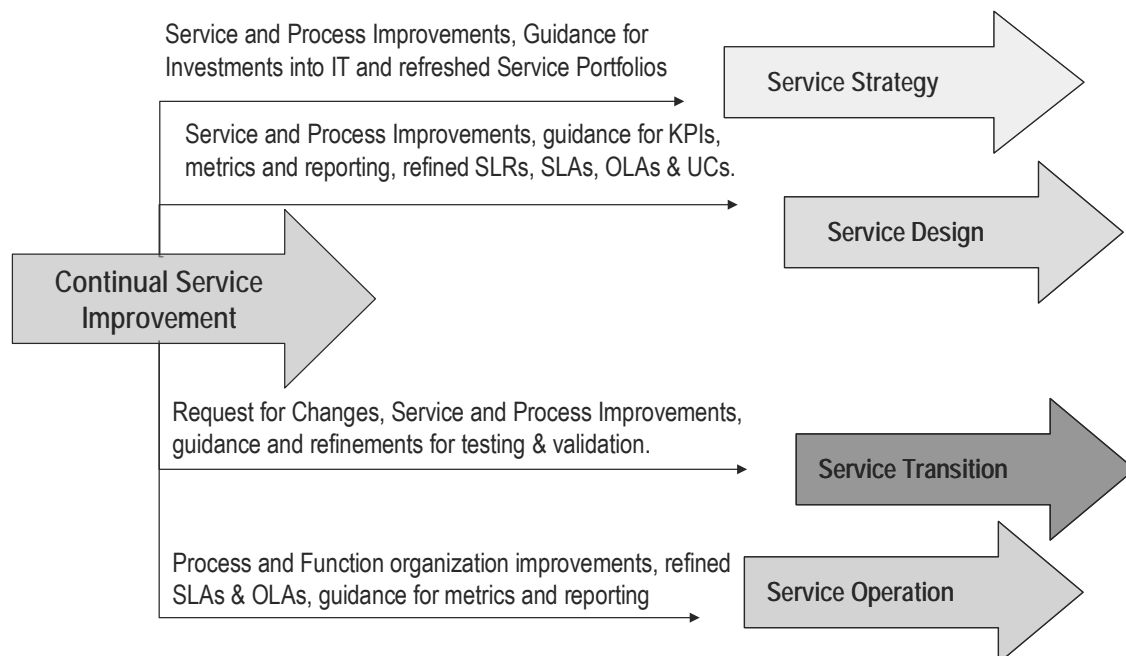 Service and Process Improvements, Guidance for
Investments into IT and refreshed Service Portfolios
Service Strategy
Service and Process Improvements, guidance for KPIs,
metrics and reporting, refined SLRs, SLAs, OLAs & UCs.
Service Design
Continual Service
Improvement
Request for Changes, Service and Process Improvements,
guidance and refinements for testing & validation.
Service Transition
Process and Function organization improvements, refined
SLAs & OLAs, guidance for metrics and reporting
Service Operation